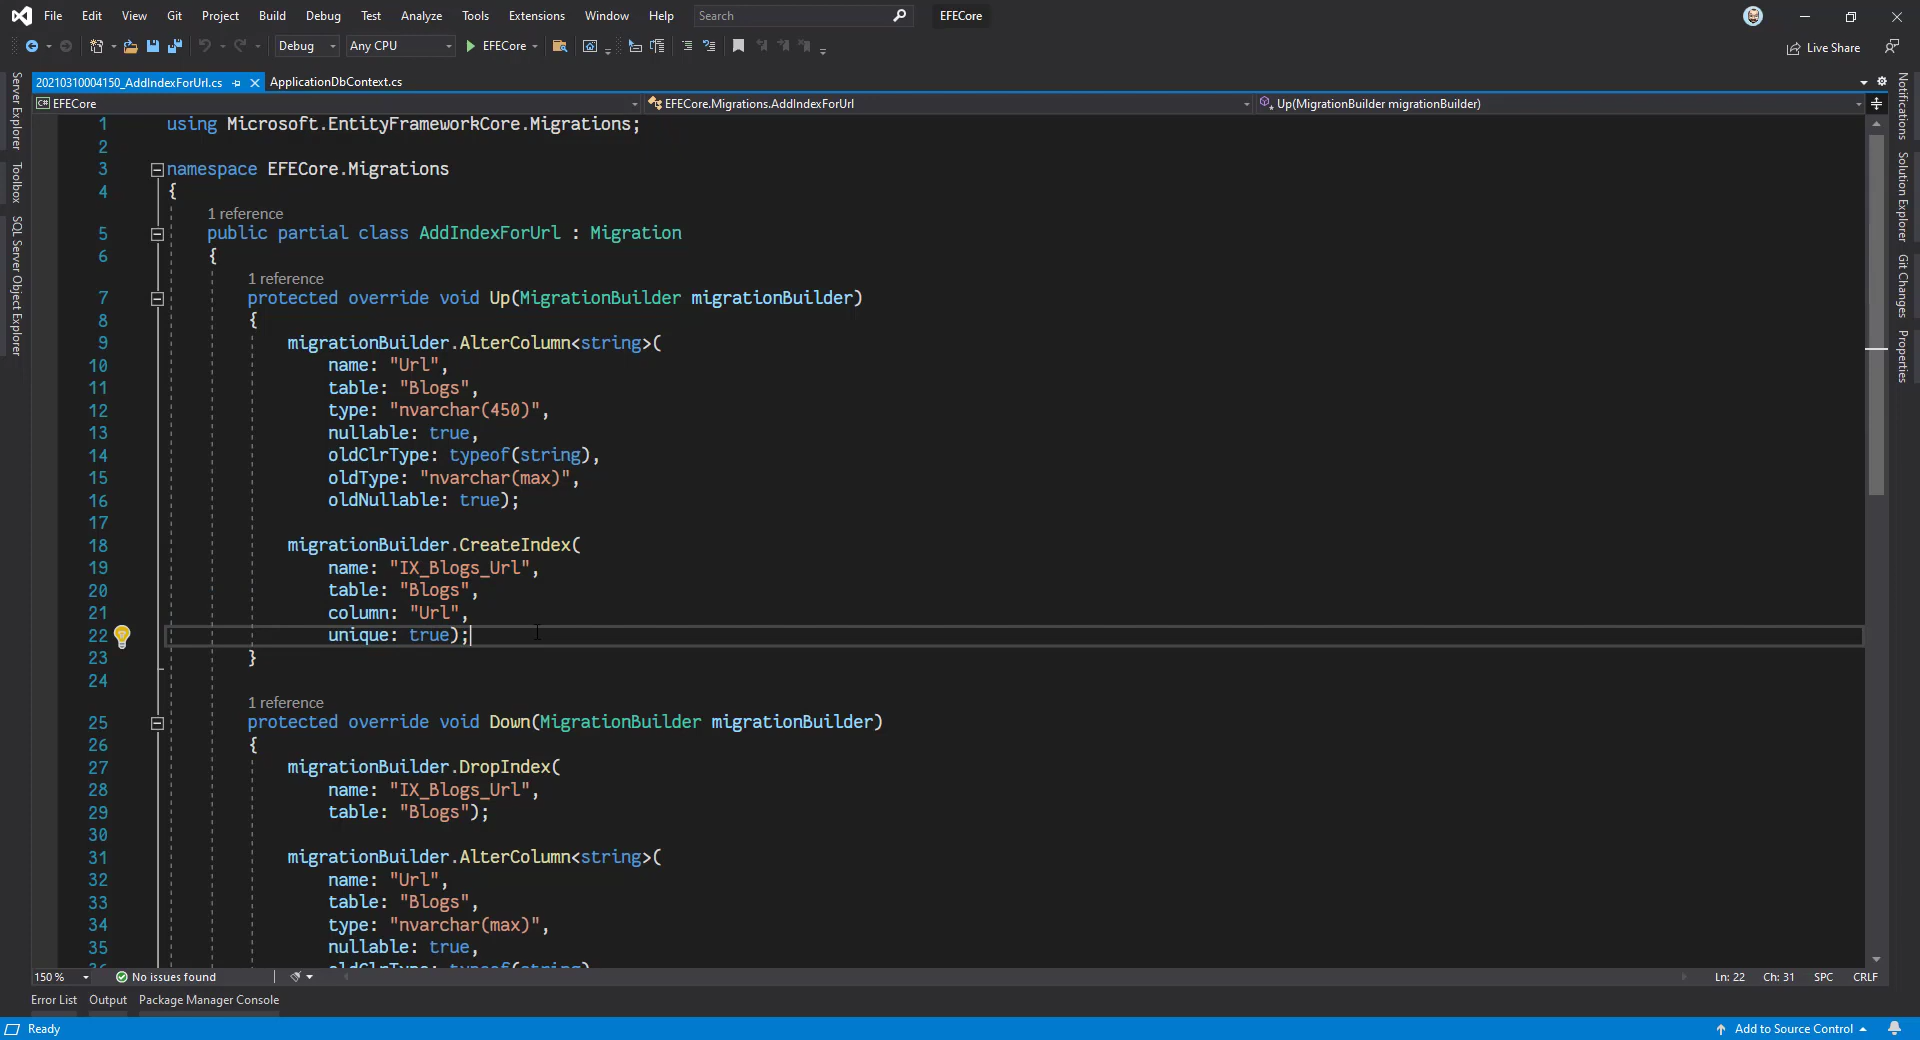 File Edit View Git Project Build Debug Test Analyze Tools Extensions Window Help Search EFECore
Debug Any CPU EFECore Live Share
20210310004150_AddIndexForUrl.cs ApplicationDbContext.cs
EFECore EFECore.Migrations.AddIndexForUrl Up(MigrationBuilder migrationBuilder)
Server Explorer
Toolbox
SQL Server Object Explorer
1 using Microsoft.EntityFrameworkCore.Migrations;
2
3 namespace EFECore.Migrations
4 {
1 reference
5 public partial class AddIndexForUrl : Migration
6 {
1 reference
7 protected override void Up(MigrationBuilder migrationBuilder)
8 {
9 migrationBuilder.AlterColumn<string>(
10 name: "Url",
11 table: "Blogs",
12 type: "nvarchar(450)",
13 nullable: true,
14 oldClrType: typeof(string),
15 oldType: "nvarchar(max)",
16 oldNullable: true);
17
18 migrationBuilder.CreateIndex(
19 name: "IX_Blogs_Url",
20 table: "Blogs",
21 column: "Url",
22 unique: true);
23 }
24
1 reference
25 protected override void Down(MigrationBuilder migrationBuilder)
26 {
27 migrationBuilder.DropIndex(
28 name: "IX_Blogs_Url",
29 table: "Blogs");
30
31 migrationBuilder.AlterColumn<string>(
32 name: "Url",
33 table: "Blogs",
34 type: "nvarchar(max)",
35 nullable: true,
36 oldClrType: typeof(string),
Notifications
Solution Explorer
Git Changes
Properties
150 % No issues found Ln: 22 Ch: 31 SPC CRLF
Error List Output Package Manager Console
Ready Add to Source Control